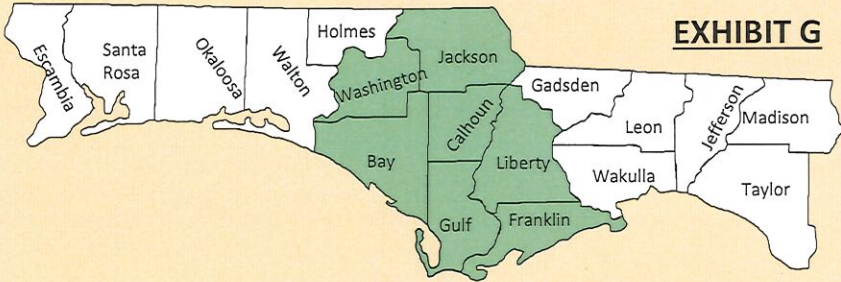 EXHIBIT G
Escambia
Santa
Rosa
Okaloosa
Walton
Holmes
Washington
Jackson
Bay
Calhoun
Gulf
Liberty
Franklin
Gadsden
Leon
Wakulla
Jefferson
Madison
Taylor